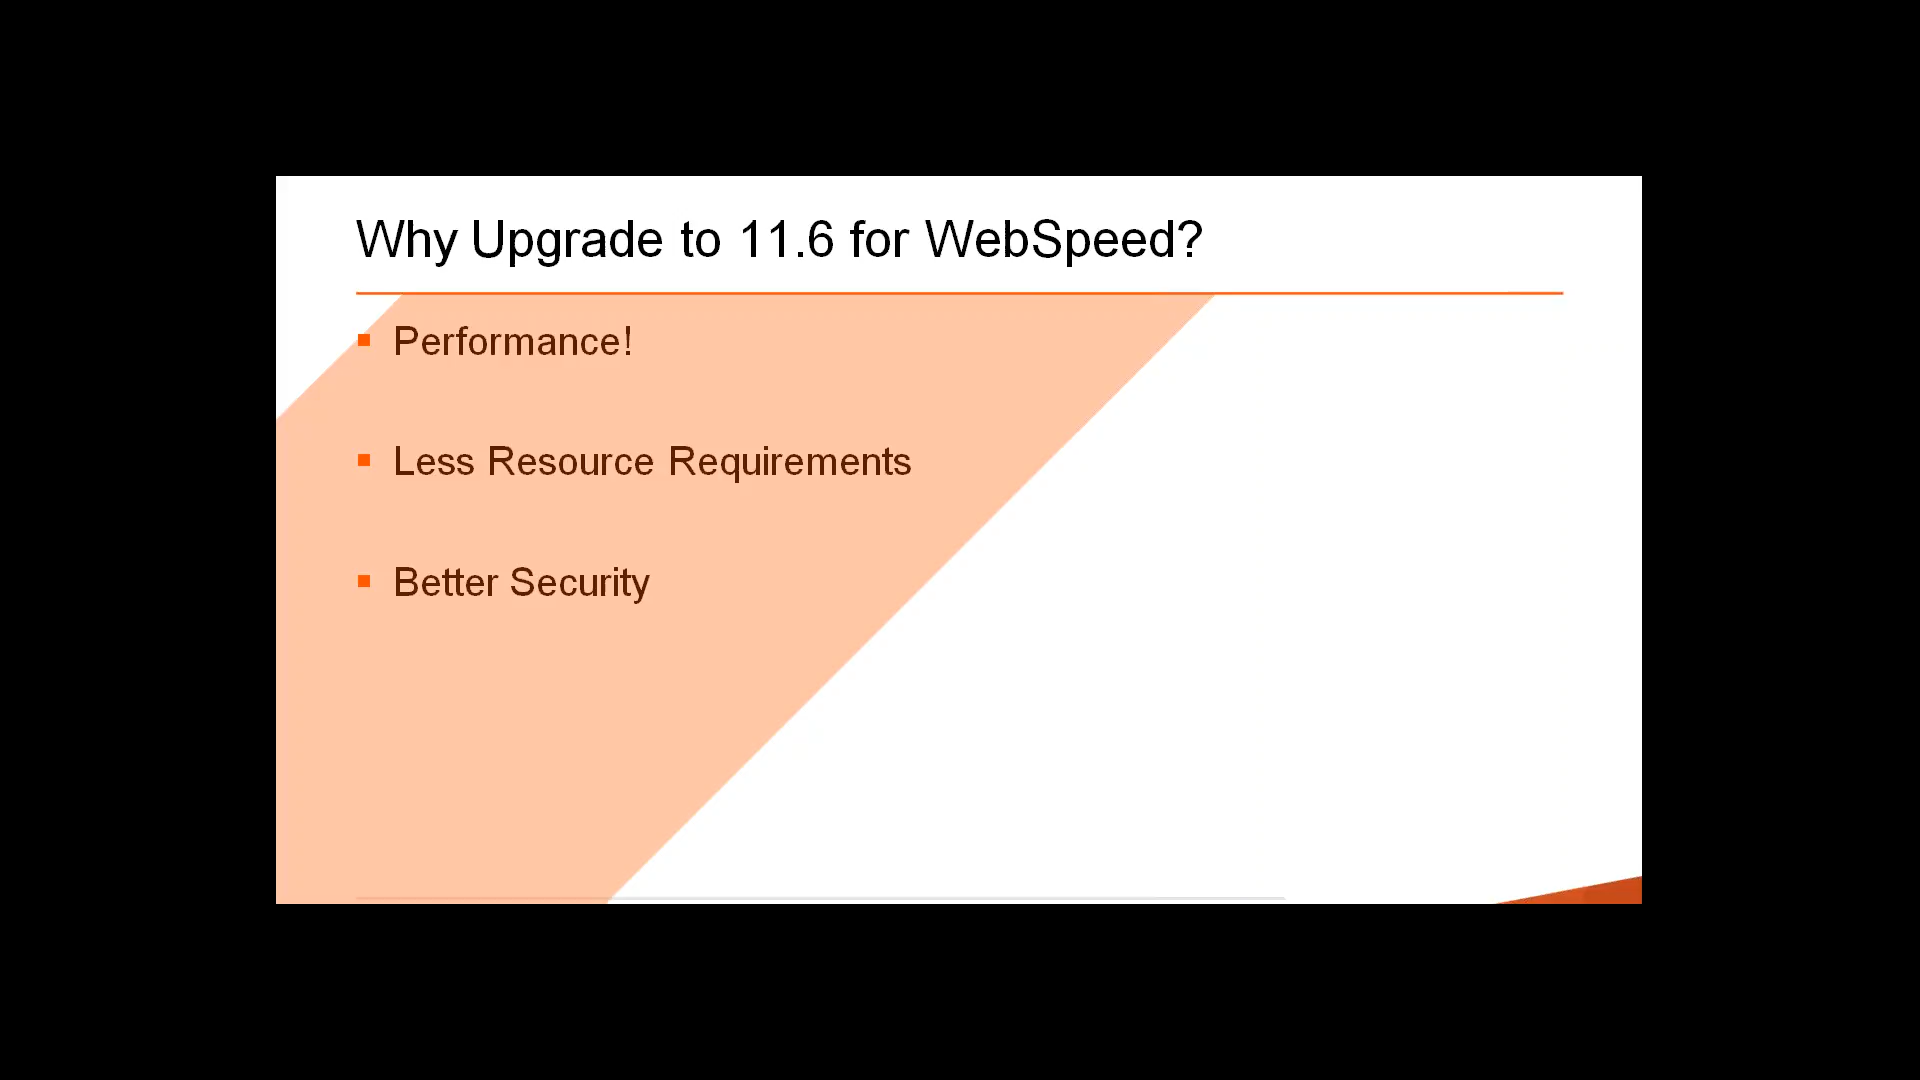 Why Upgrade to 11.6 for WebSpeed?
Performance!
Less Resource Requirements
Better Security